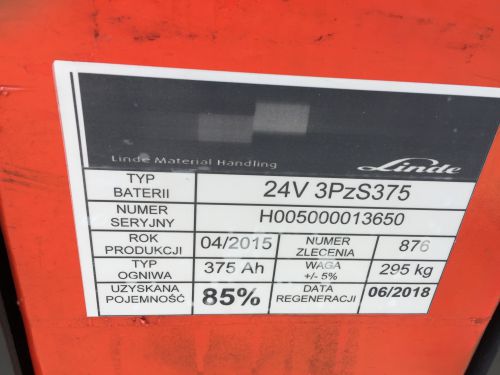 Linde Material Handling
Linde
TYP
BATERII
24V 3PzS375
NUMER
SERYJNY
H005000013650
ROK
PRODUKCJI
04/2015
NUMER
ZLECENIA
876
TYP
OGNIWA
375 Ah
WAGA
+/- 5%
295 kg
UZYSKANA
POJEMNOŚĆ
85%
DATA
REGENERACJI
06/2018